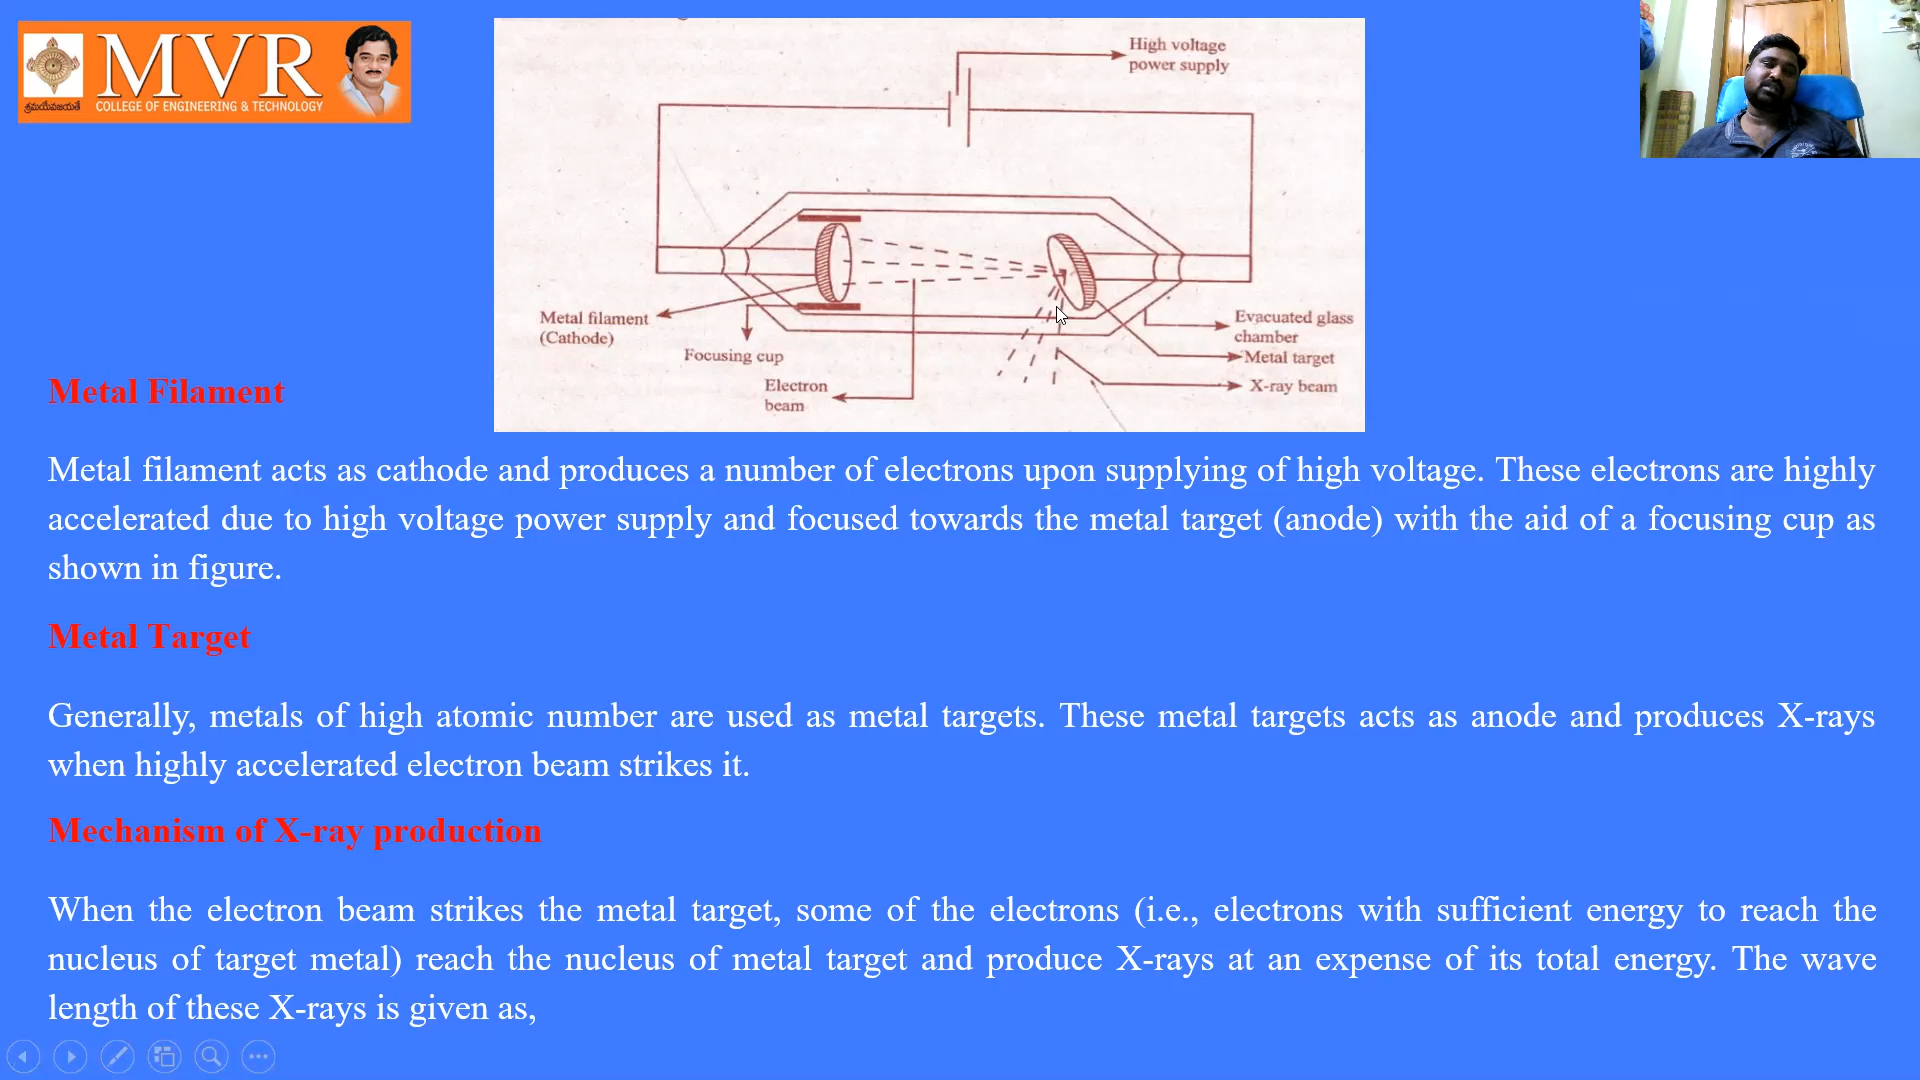 MVR
COLLEGE OF ENGINEERING & TECHNOLOGY
శ్రమయేవజయతే
High voltage
power supply
Metal filament
(Cathode)
Focusing cup
Electron
beam
Evacuated glass
chamber
Metal target
X-ray beam
Metal Filament
Metal filament acts as cathode and produces a number of electrons upon supplying of high voltage. These electrons are highly
accelerated due to high voltage power supply and focused towards the metal target (anode) with the aid of a focusing cup as
shown in figure.
Metal Target
Generally, metals of high atomic number are used as metal targets. These metal targets acts as anode and produces X-rays
when highly accelerated electron beam strikes it.
Mechanism of X-ray production
When the electron beam strikes the metal target, some of the electrons (i.e., electrons with sufficient energy to reach the
nucleus of target metal) reach the nucleus of metal target and produce X-rays at an expense of its total energy. The wave
length of these X-rays is given as,